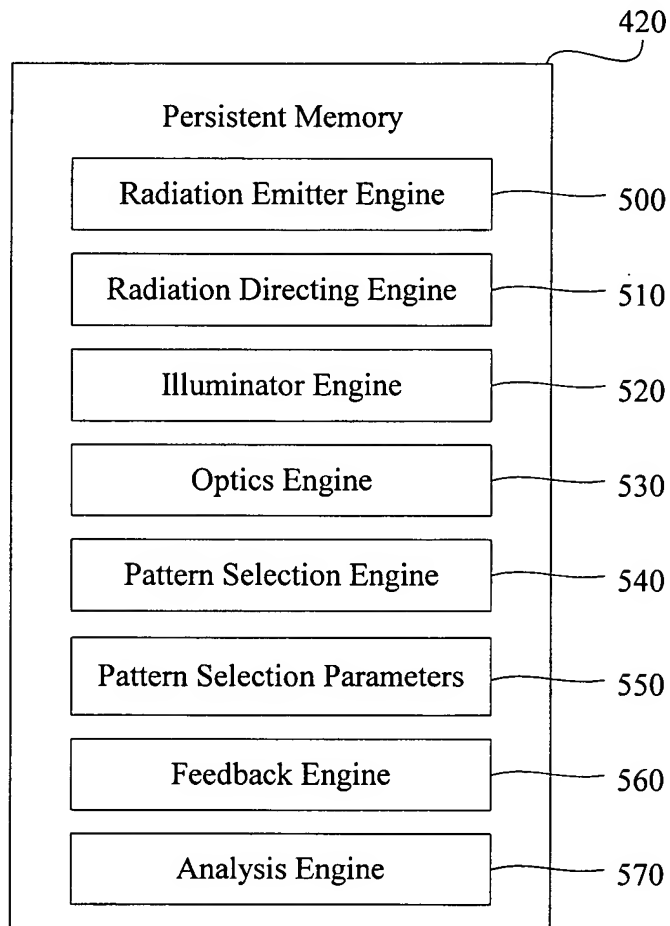 420
Persistent Memory
Radiation Emitter Engine 500
Radiation Directing Engine 510
Illuminator Engine 520
Optics Engine 530
Pattern Selection Engine 540
Pattern Selection Parameters 550
Feedback Engine 560
Analysis Engine 570